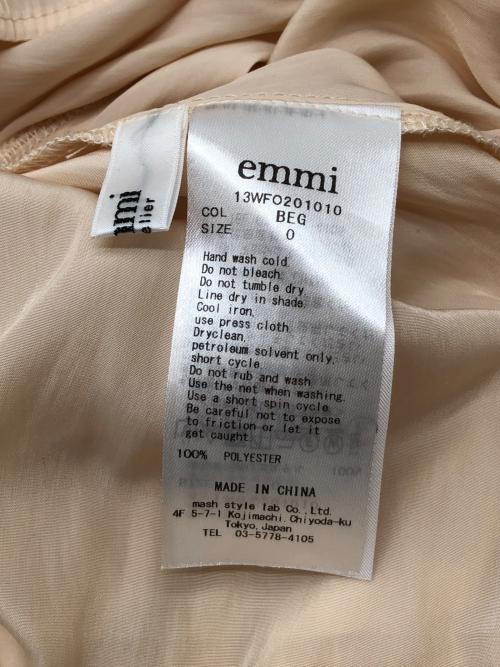 emmi
13WFO201010
COL BEG
SIZE 0
Hand wash cold.
Do not bleach.
Do not tumble dry.
Line dry in shade.
Cool iron.
use press cloth.
Dryclean,
petroleum solvent only,
short cycle.
Do not rub and wash
Use the net when washing.
Use a short spin cycle.
Be careful not to expose
to friction or let it
get caught.
100% POLYESTER
MADE IN CHINA
mash style lab Co.,Ltd.
4F 5-7-1 Kojimachi,Chiyoda-ku
Tokyo,Japan
TEL 03-5778-4105
mmi
elier